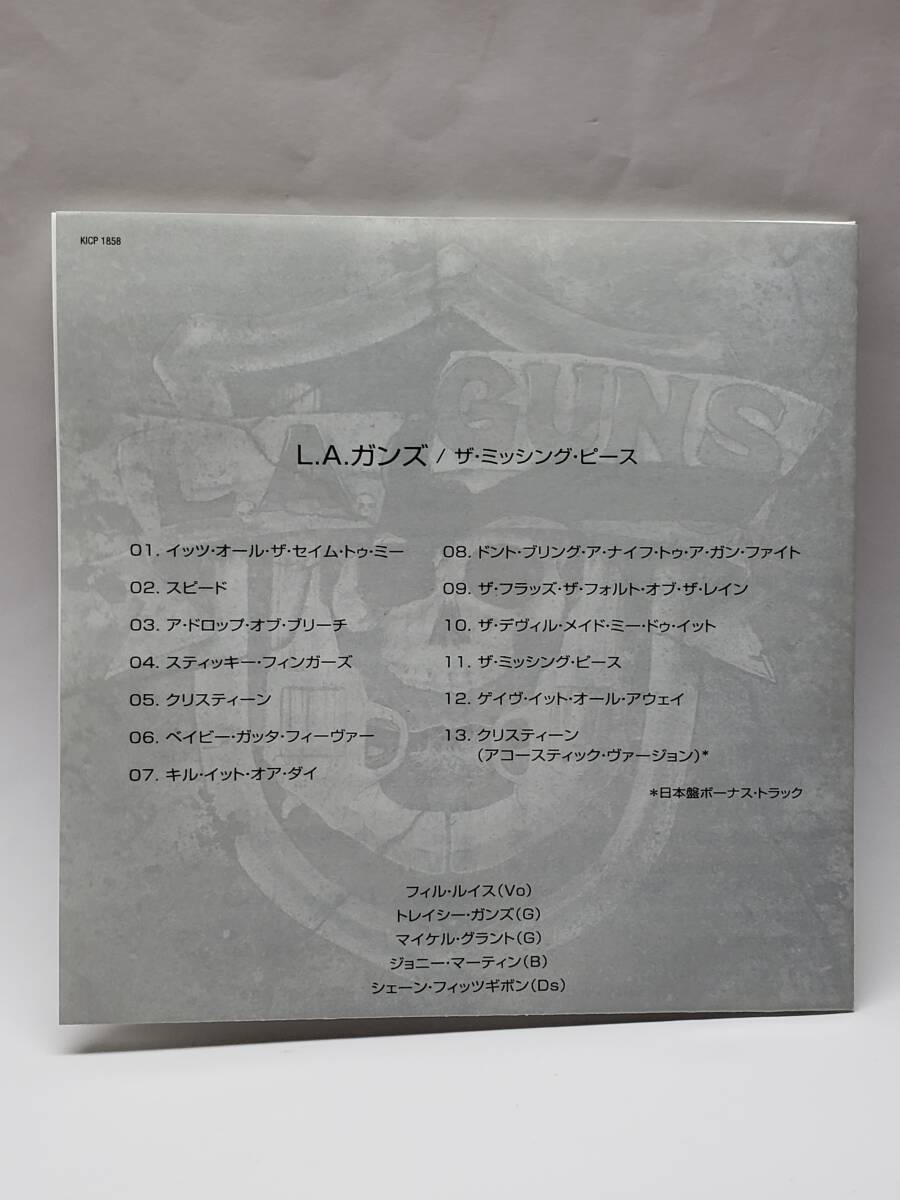 KICP 1858
L.A. GUNS
L.A.ガンズ / ザ・ミッシング・ピース
01. イッツ・オール・ザ・セイム・トゥ・ミー
02. スピード
03. ア・ドロップ・オブ・ブリーチ
04. スティッキー・フィンガーズ
05. クリスティーン
06. ベイビー・ガッタ・フィーヴァー
07. キル・イット・オア・ダイ
08. ドント・ブリング・ア・ナイフ・トゥ・ア・ガン・ファイト
09. ザ・フラッズ・ザ・フォルト・オブ・ザ・レイン
10. ザ・デヴィル・メイド・ミー・ドゥ・イット
11. ザ・ミッシング・ピース
12. ゲイヴ・イット・オール・アウェイ
13. クリスティーン
(アコースティック・ヴァージョン)*
*日本盤ボーナス・トラック
フィル・ルイス(Vo)
トレイシー・ガンズ(G)
マイケル・グラント(G)
ジョニー・マーティン(B)
シェーン・フィッツギボン(Ds)